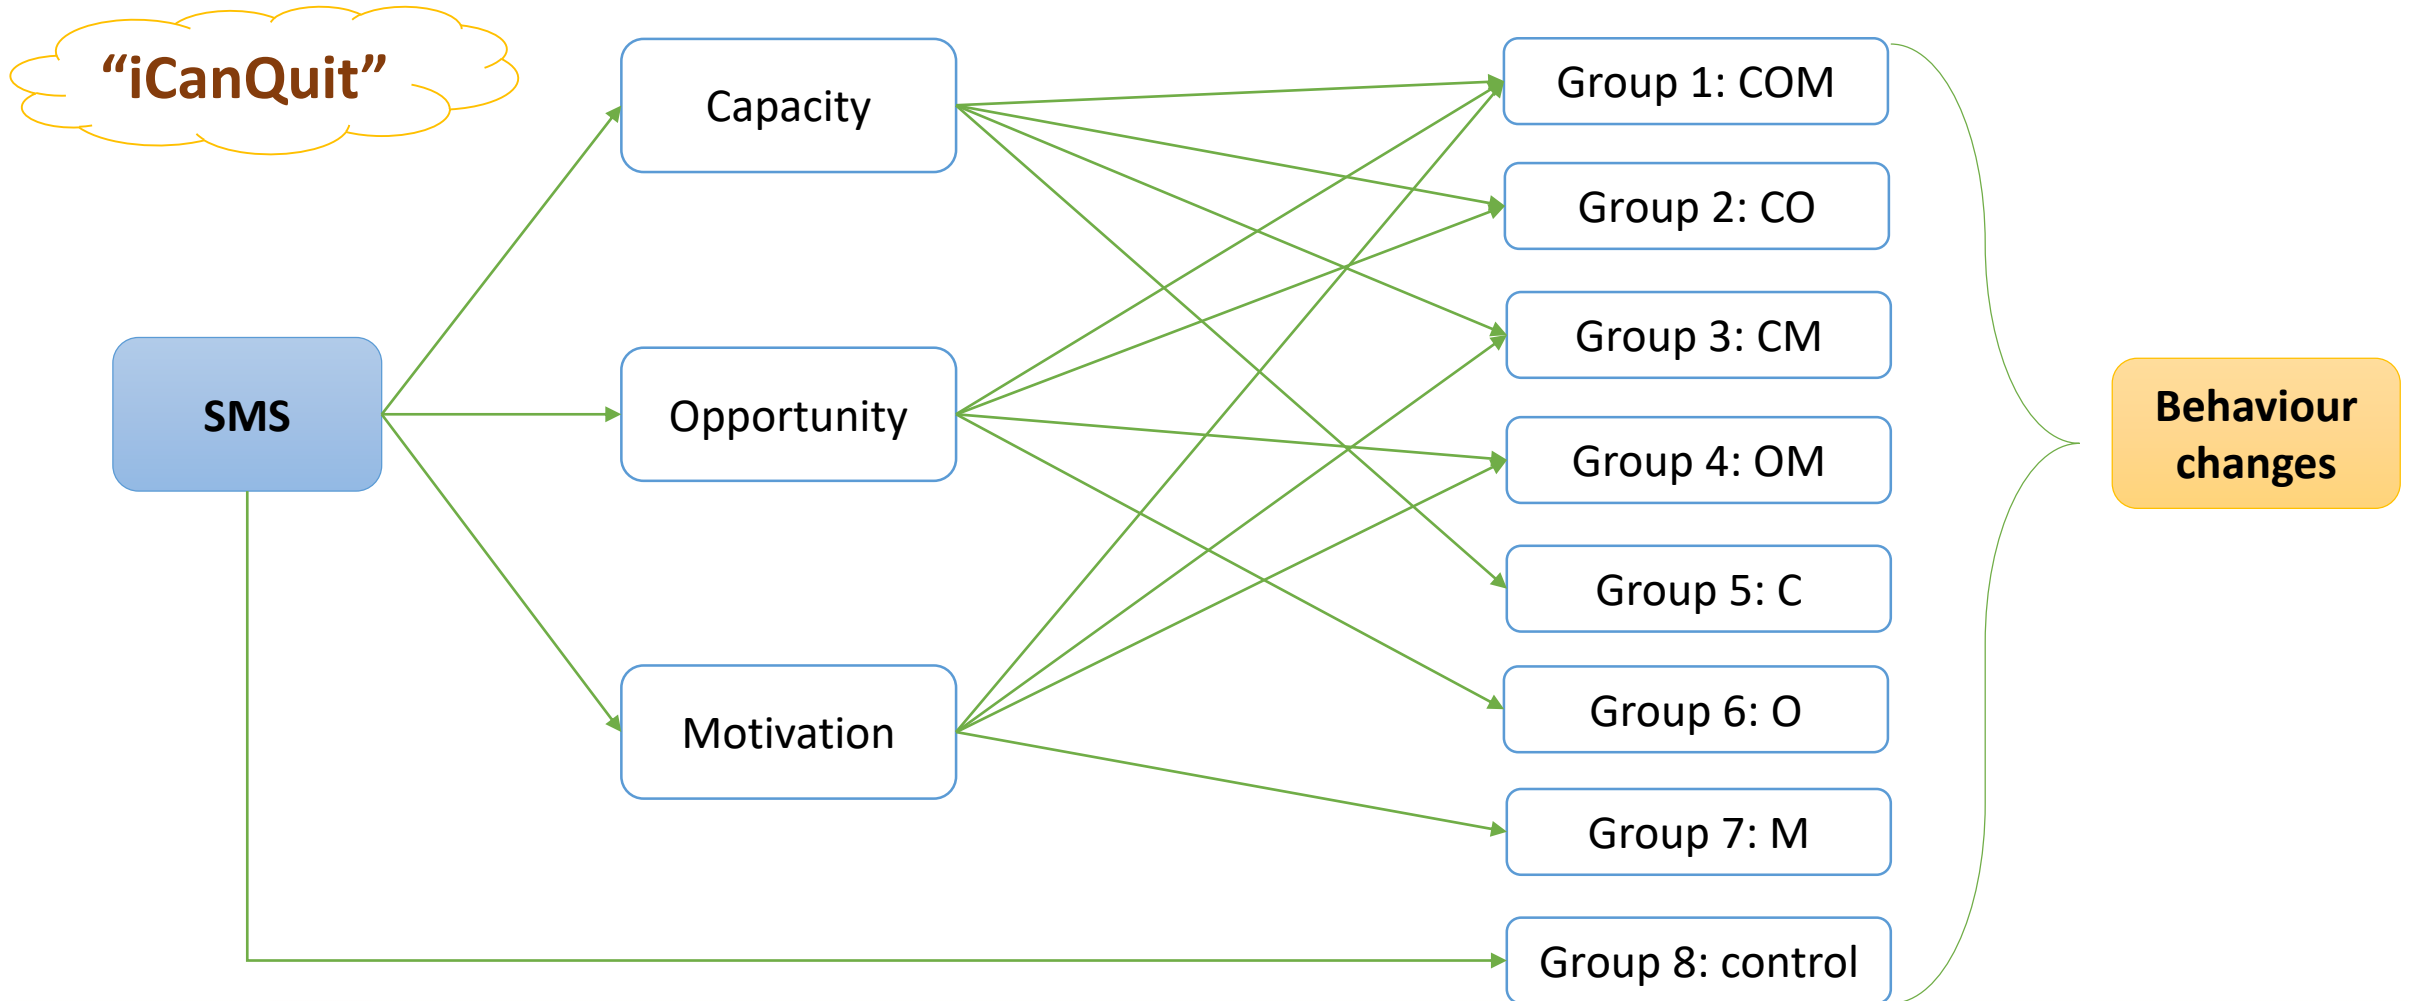 “iCanQuit”
SMS
Capacity
Opportunity
Motivation
Group 1: COM
Group 2: CO
Group 3: CM
Group 4: OM
Group 5: C
Group 6: O
Group 7: M
Group 8: control
Behaviour
changes